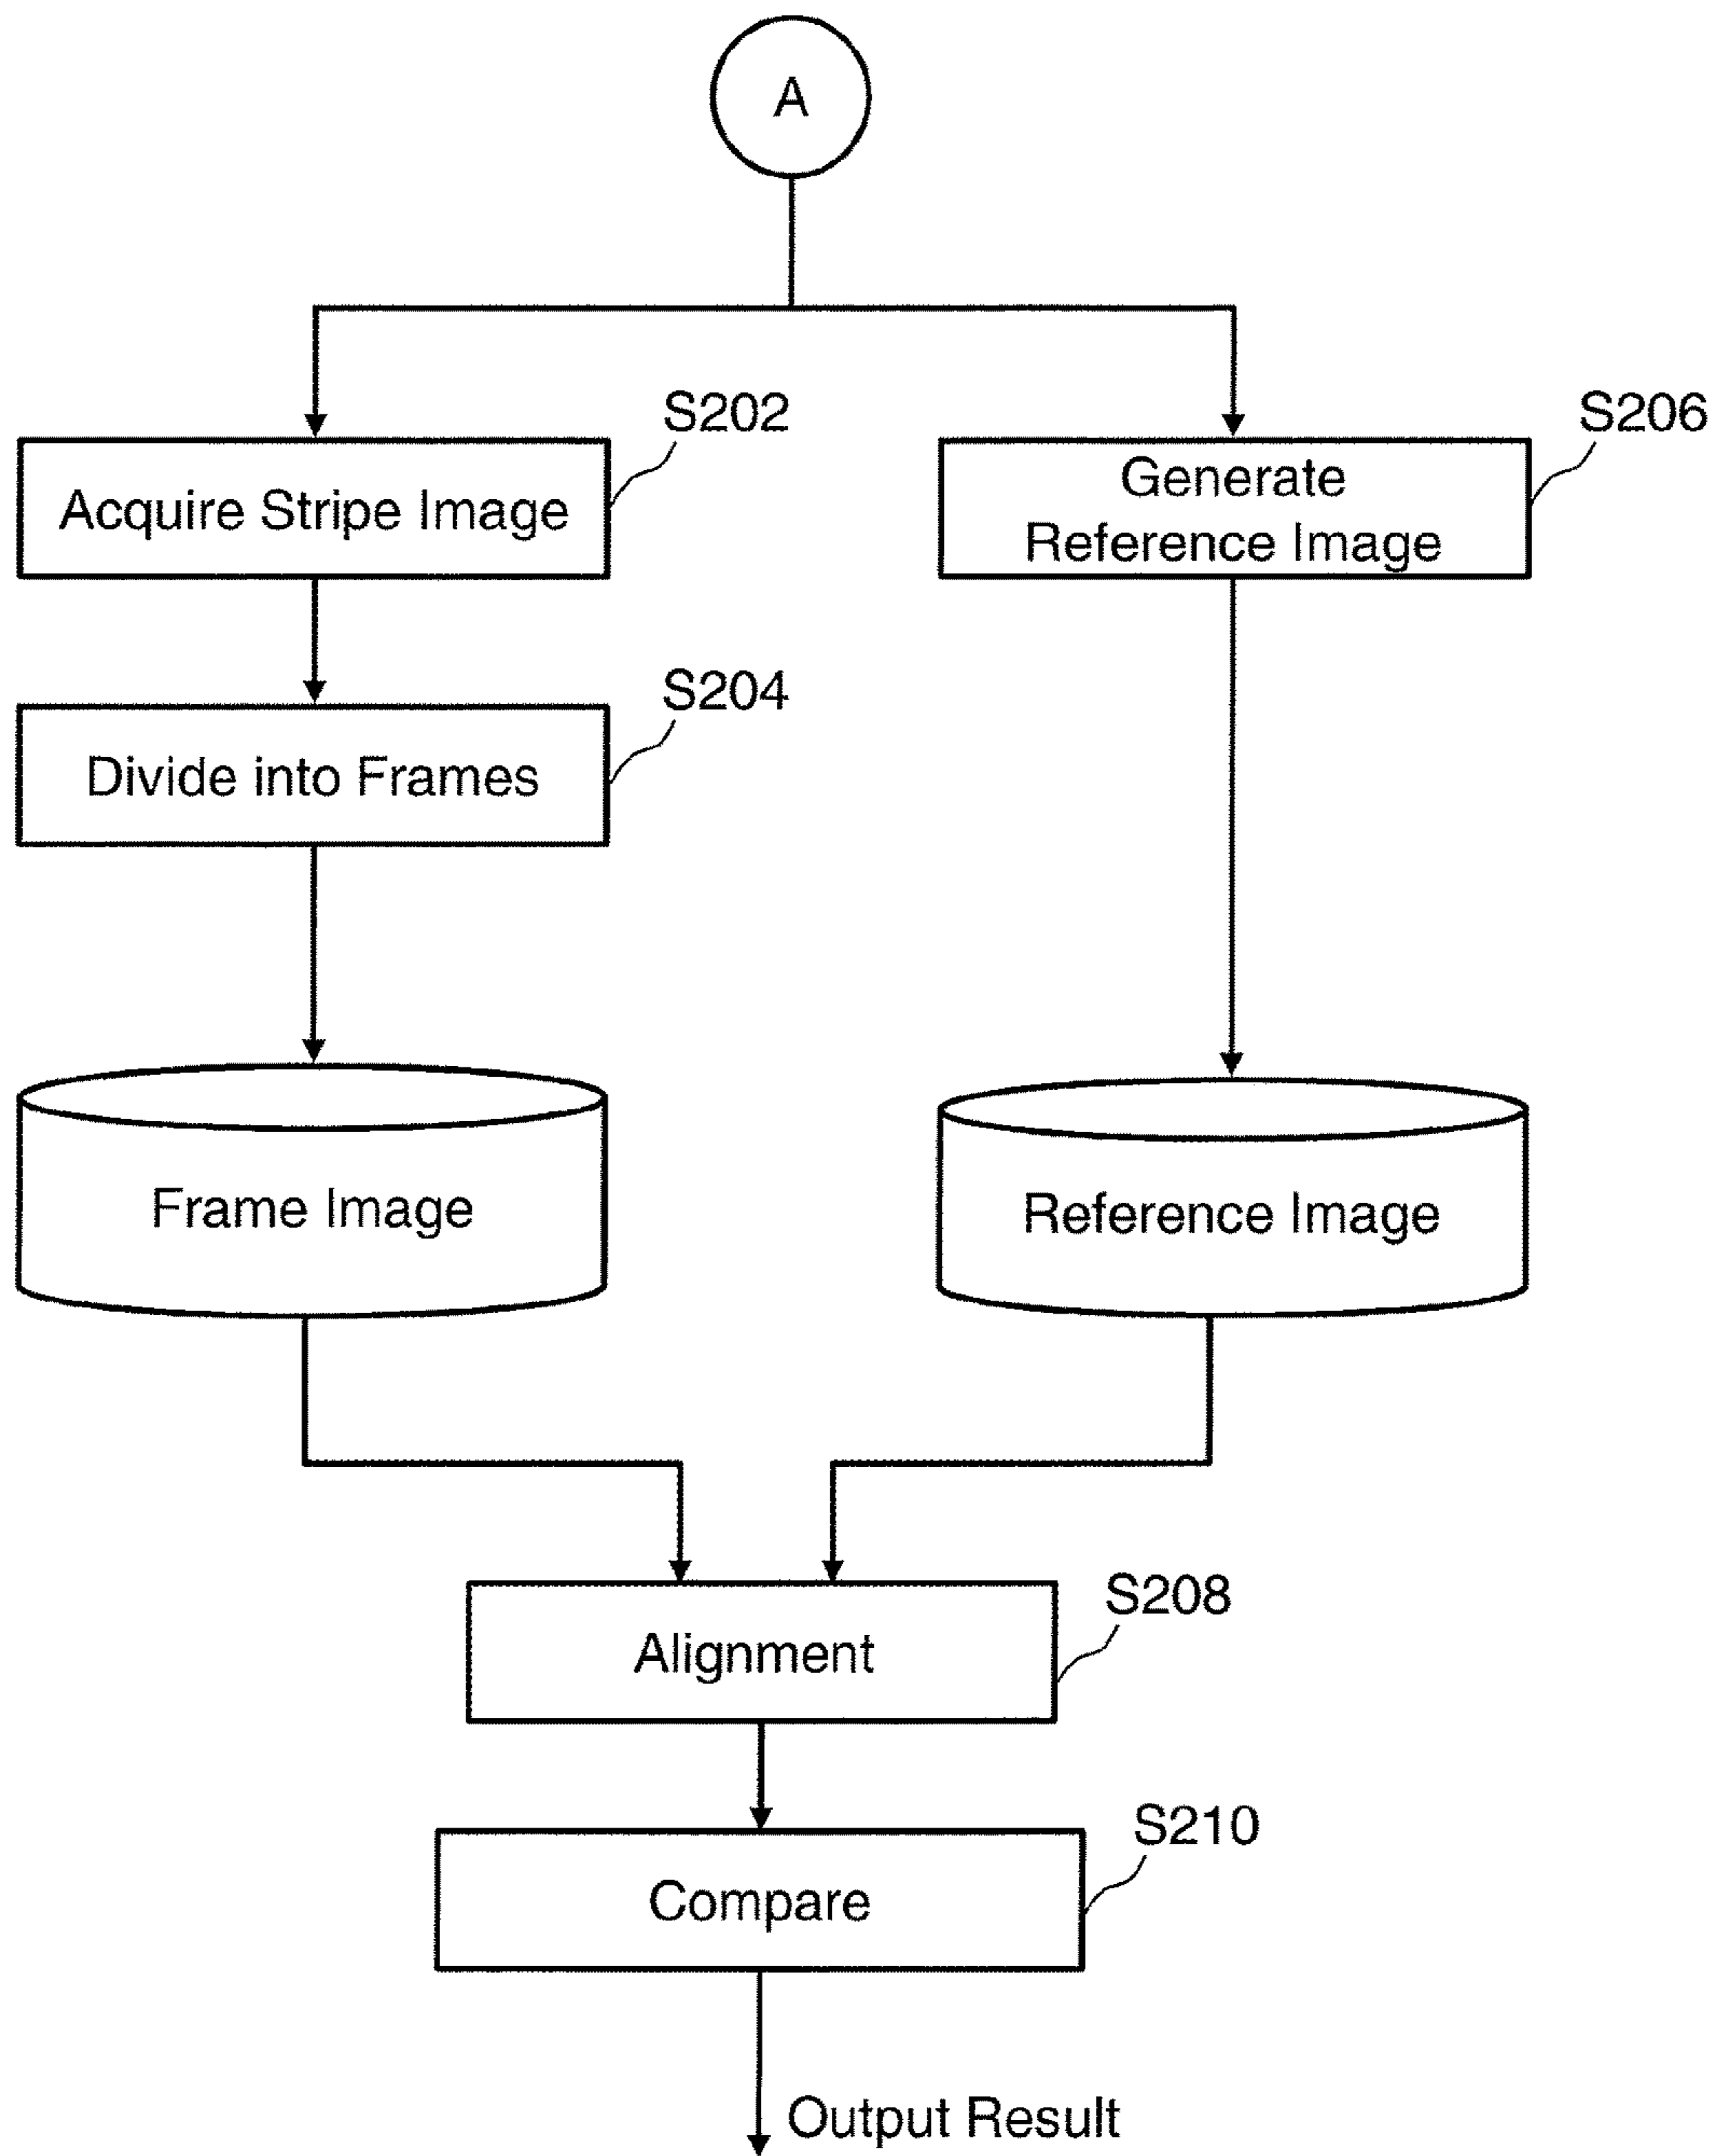 A
S202
Acquire Stripe Image
S206
Generate
Reference Image
S204
Divide into Frames
Frame Image
Reference Image
S208
Alignment
S210
Compare
Output Result